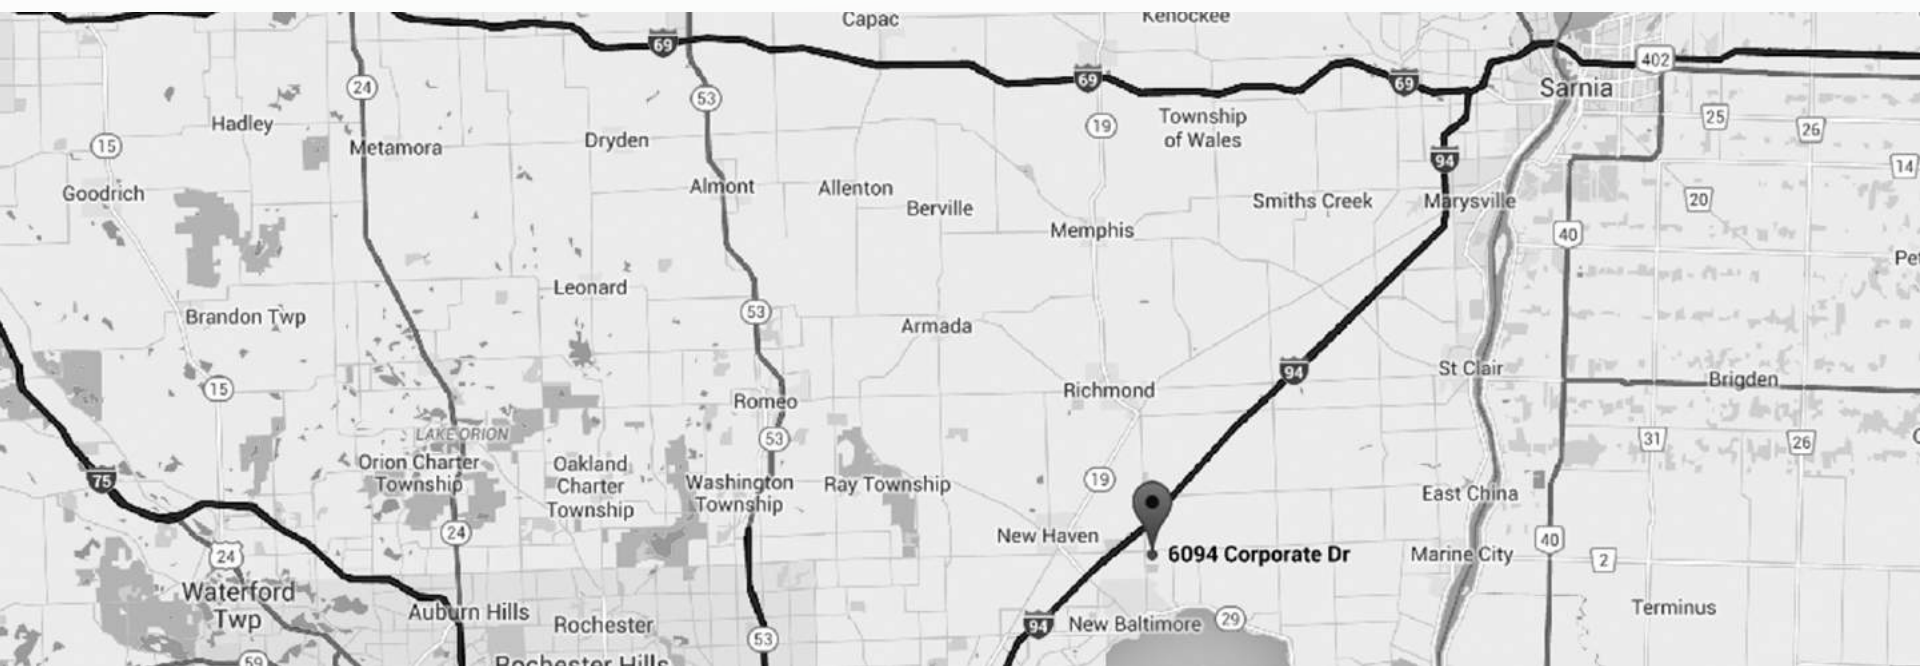 Capac
Kenockee
69
69
69
402
Sarnia
24
53
19
Township
of Wales
25
26
Hadley
15
Metamora
Dryden
94
14
Goodrich
Almont
Allenton
Berville
Smiths Creek
Marysville
20
Memphis
40
Pet
Leonard
Brandon Twp
53
Armada
15
Richmond
94
St Clair
Brigden
Romeo
LAKE ORION
53
31
26
Orion Charter
Township
Oakland
Charter
Township
Washington
Township
Ray Township
75
19
East China
24
New Haven
6094 Corporate Dr
Marine City
40
2
24
Waterford
Twp
Auburn Hills
Rochester
53
94
New Baltimore
29
Terminus
59
Rochester Hills